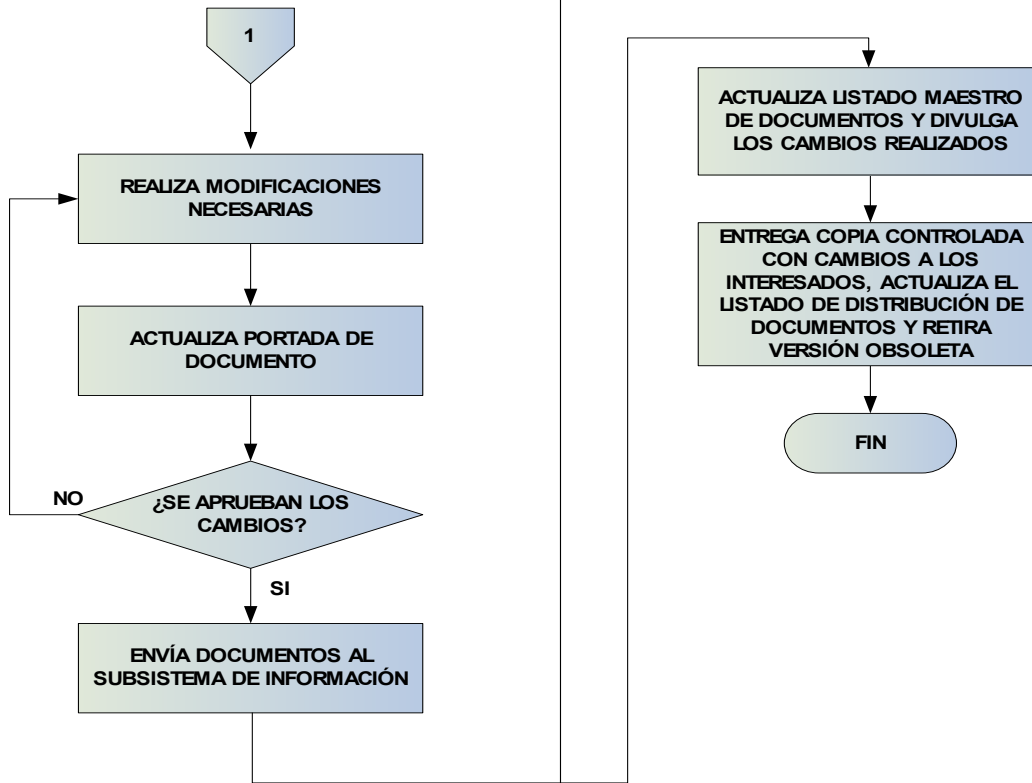 1
REALIZA MODIFICACIONES
NECESARIAS
ACTUALIZA PORTADA DE
DOCUMENTO
¿SE APRUEBAN LOS
CAMBIOS?
NO
SI
ENVÍA DOCUMENTOS AL
SUBSISTEMA DE INFORMACIÓN
ACTUALIZA LISTADO MAESTRO
DE DOCUMENTOS Y DIVULGA
LOS CAMBIOS REALIZADOS
ENTREGA COPIA CONTROLADA
CON CAMBIOS A LOS
INTERESADOS, ACTUALIZA EL
LISTADO DE DISTRIBUCIÓN DE
DOCUMENTOS Y RETIRA
VERSIÓN OBSOLETA
FIN